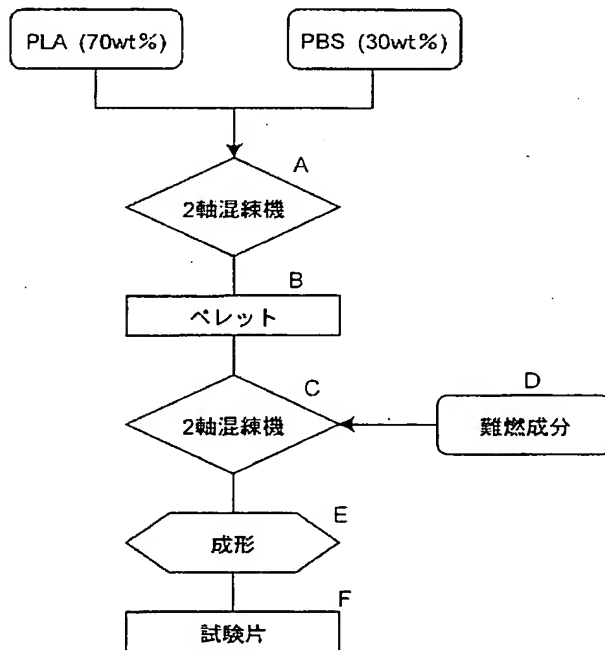 PLA (70wt%)
PBS (30wt%)
A
2軸混練機
B
ペレット
C
2軸混練機
D
難燃成分
E
成形
F
試験片